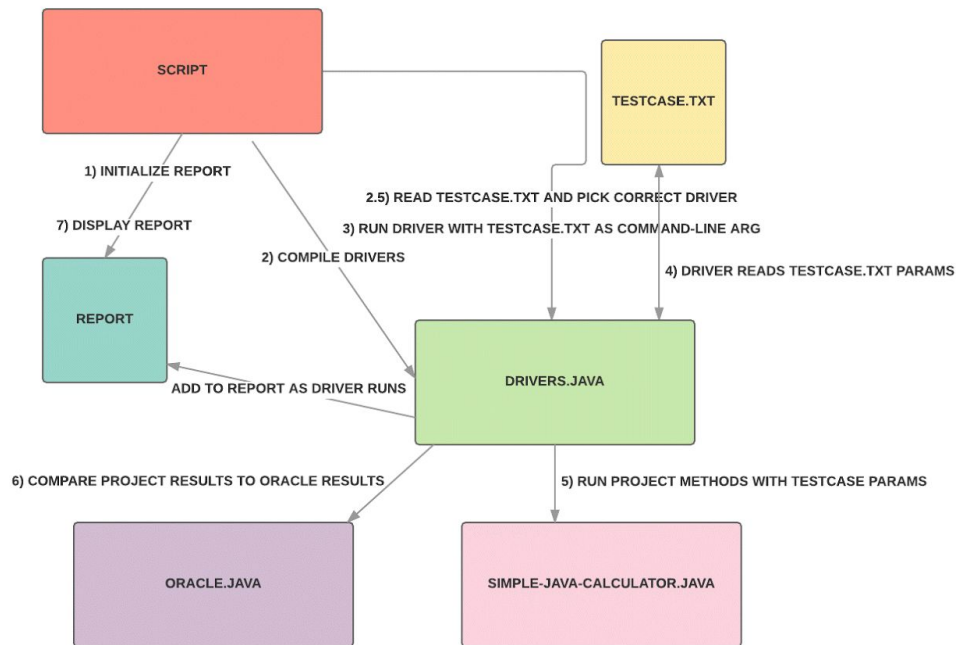 SCRIPT
TESTCASE.TXT
1) INITIALIZE REPORT
2.5) READ TESTCASE.TXT AND PICK CORRECT DRIVER
7) DISPLAY REPORT
3) RUN DRIVER WITH TESTCASE.TXT AS COMMAND-LINE ARG
2) COMPILE DRIVERS
4) DRIVER READS TESTCASE.TXT PARAMS
REPORT
DRIVERS.JAVA
ADD TO REPORT AS DRIVER RUNS
6) COMPARE PROJECT RESULTS TO ORACLE RESULTS
5) RUN PROJECT METHODS WITH TESTCASE PARAMS
ORACLE.JAVA
SIMPLE-JAVA-CALCULATOR.JAVA